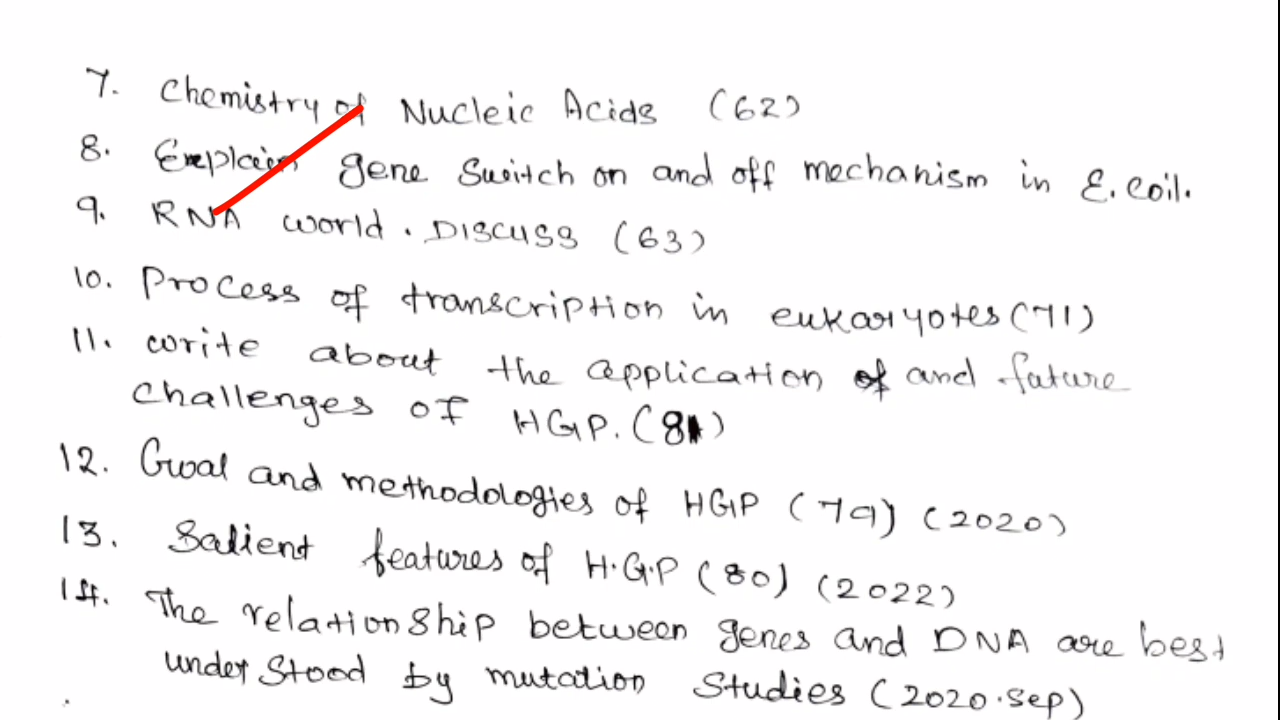 7. Chemistry of Nucleic Acids (62)
8. Explain gene Switch on and off mechanism in E. coil.
9. RNA world. Discuss (63)
10. Process of transcription in eukaryotes (71)
11. write about the application of and future
challenges of HGP. (81)
12. Goal and methodologies of HGP (79) (2020)
13. Salient features of H.G.P (80) (2022)
14. The relationship between genes and DNA are best
understood by mutation Studies (2020.Sep)